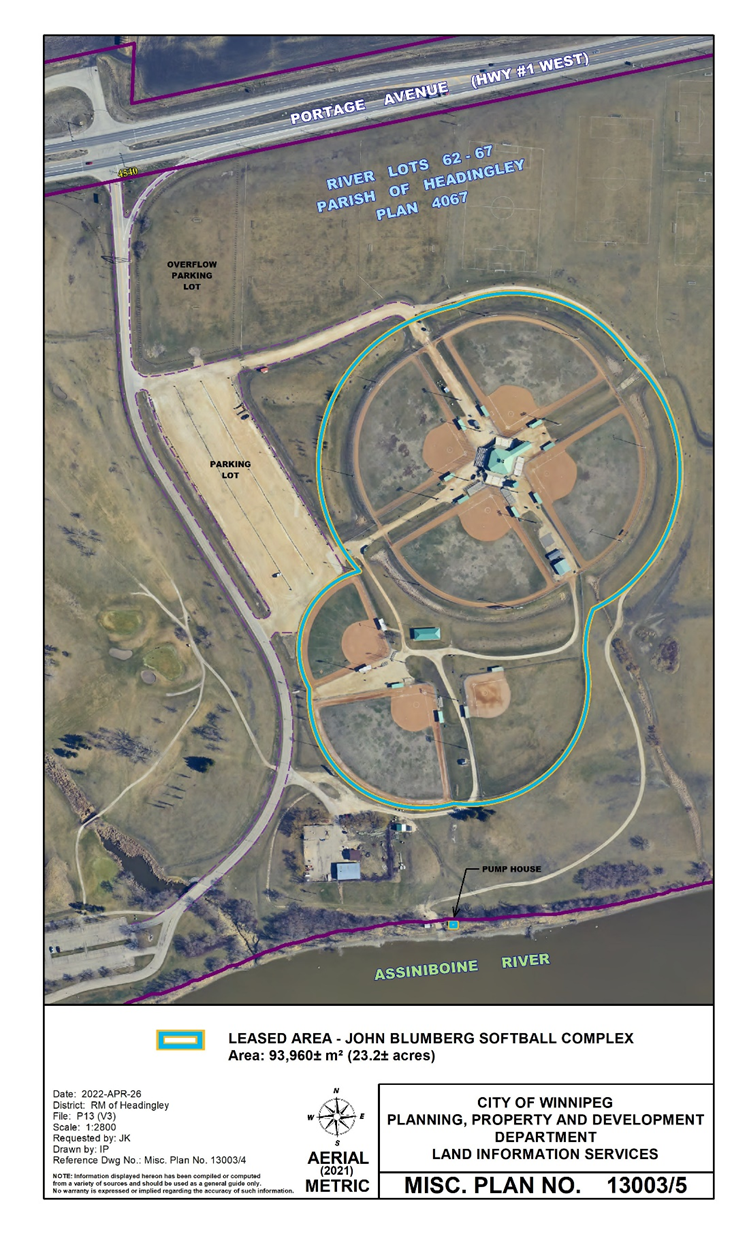 PORTAGE AVENUE (HWY #1 WEST)
4540
RIVER LOTS 62 - 67
PARISH OF HEADINGLEY
PLAN 4067
OVERFLOW
PARKING
LOT
PARKING
LOT
PUMP HOUSE
ASSINIBOINE RIVER
LEASED AREA - JOHN BLUMBERG SOFTBALL COMPLEX
Area: 93,960± m² (23.2± acres)
Date: 2022-APR-26
District: RM of Headingley
File: P13 (V3)
Scale: 1:2800
Requested by: JK
Drawn by: IP
Reference Dwg No.: Misc. Plan No. 13003/4
NOTE: Information displayed hereon has been compiled or computed
from a variety of sources and should be used as a general guide only.
No warranty is expressed or implied regarding the accuracy of such information.
N
W E
S
AERIAL
(2021)
METRIC
CITY OF WINNIPEG
PLANNING, PROPERTY AND DEVELOPMENT
DEPARTMENT
LAND INFORMATION SERVICES
MISC. PLAN NO. 13003/5